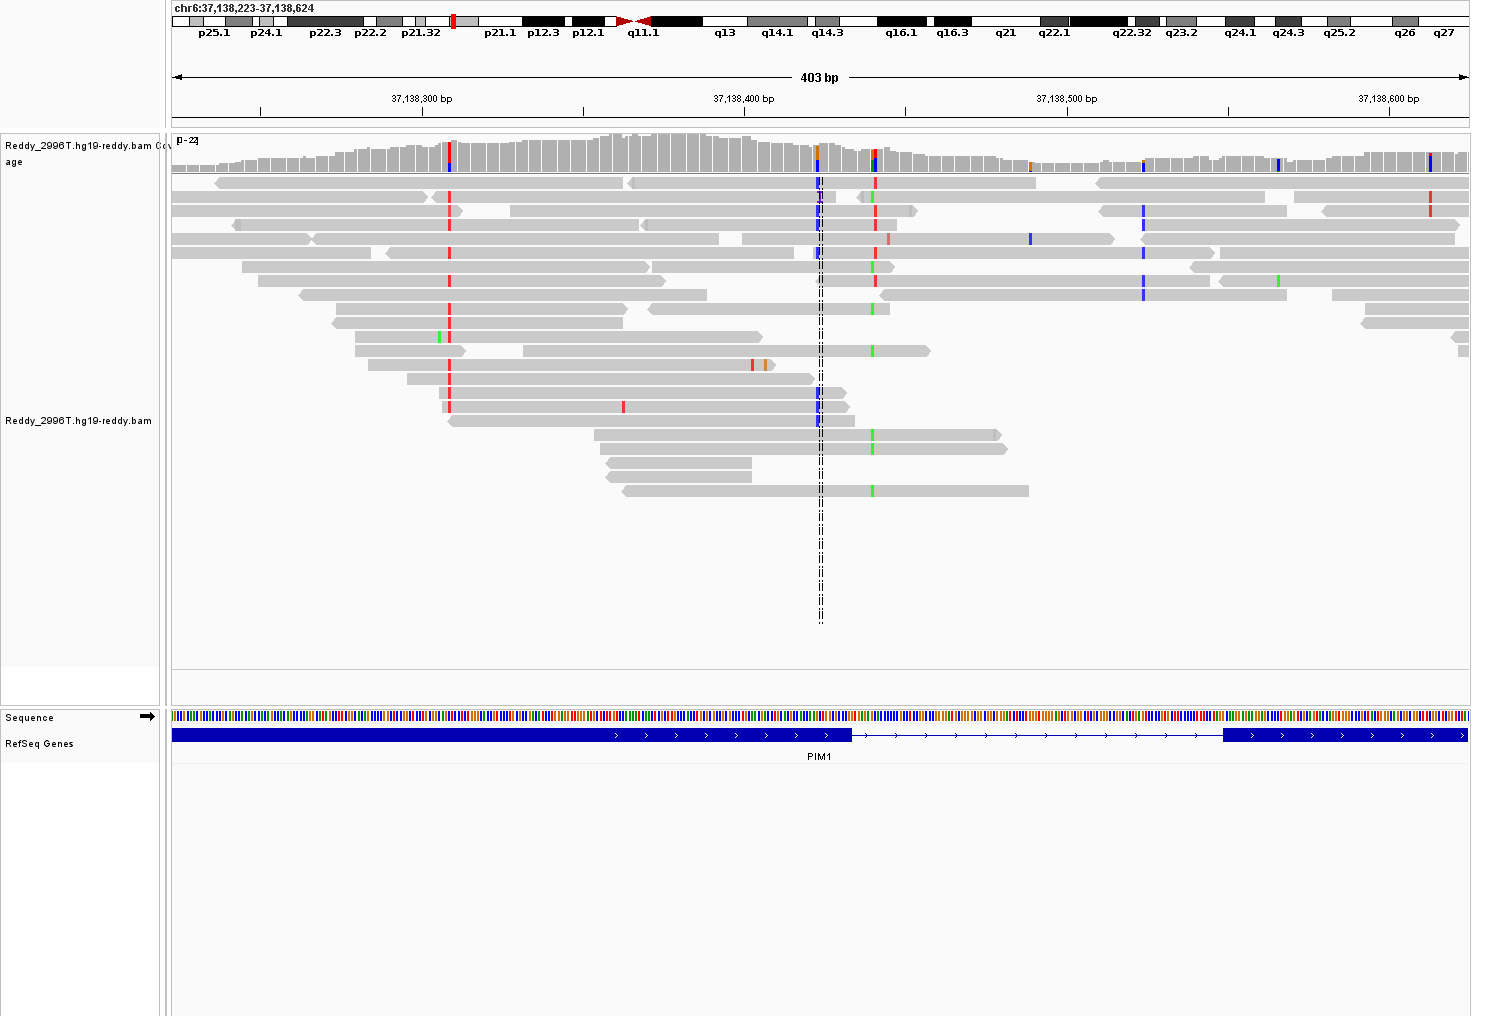 chr6:37,138,223-37,138,624
p25.1 p24.1 p22.3 p22.2 p21.32 p21.1 p12.3 p12.1 q11.1 q13 q14.1 q14.3 q16.1 q16.3 q21 q22.1 q22.32 q23.2 q24.1 q24.3 q25.2 q26 q27
403 bp
37,138,300 bp 37,138,400 bp 37,138,500 bp 37,138,600 bp
Reddy_2996T.hg19-reddy.bam Cov
age
[0 - 22]
Reddy_2996T.hg19-reddy.bam
Sequence
RefSeq Genes
PIM1